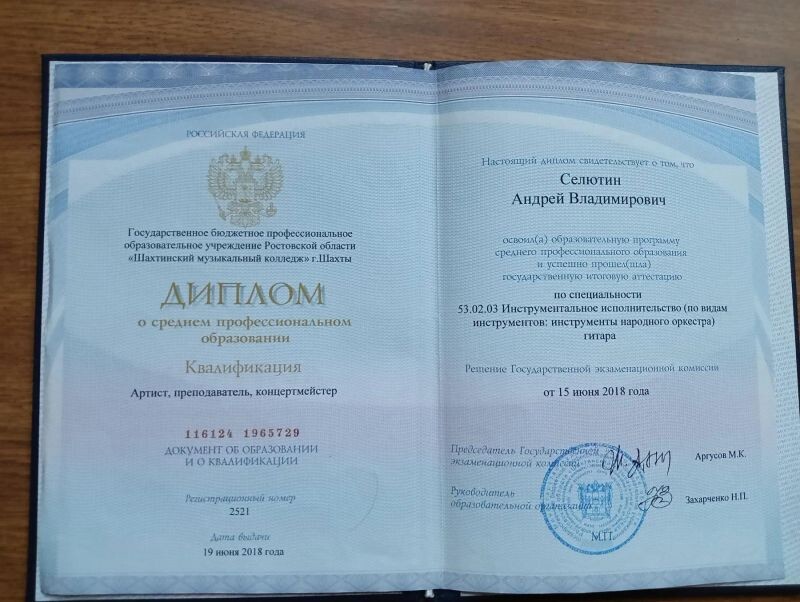 РОССИЙСКАЯ ФЕДЕРАЦИЯ
Государственное бюджетное профессиональное
образовательное учреждение Ростовской области
«Шахтинский музыкальный колледж» г.Шахты
ДИПЛОМ
о среднем профессиональном
образовании
Квалификация
Артист, преподаватель, концертмейстер
116124 1965729
ДОКУМЕНТ ОБ ОБРАЗОВАНИИ
И О КВАЛИФИКАЦИИ
Регистрационный номер
2521
Дата выдачи
19 июня 2018 года
Настоящий диплом свидетельствует о том, что
Селютин
Андрей Владимирович
освоил(а) образовательную программу
среднего профессионального образования
и успешно прошел(шла)
государственную итоговую аттестацию
по специальности
53.02.03 Инструментальное исполнительство (по видам
инструментов: инструменты народного оркестра)
гитара
Решение Государственной экзаменационной комиссии
от 15 июня 2018 года
Председатель Государственной
экзаменационной комиссии
Аргусов М.К.
Руководитель
образовательной организации
Захарченко Н.П.
М.П.